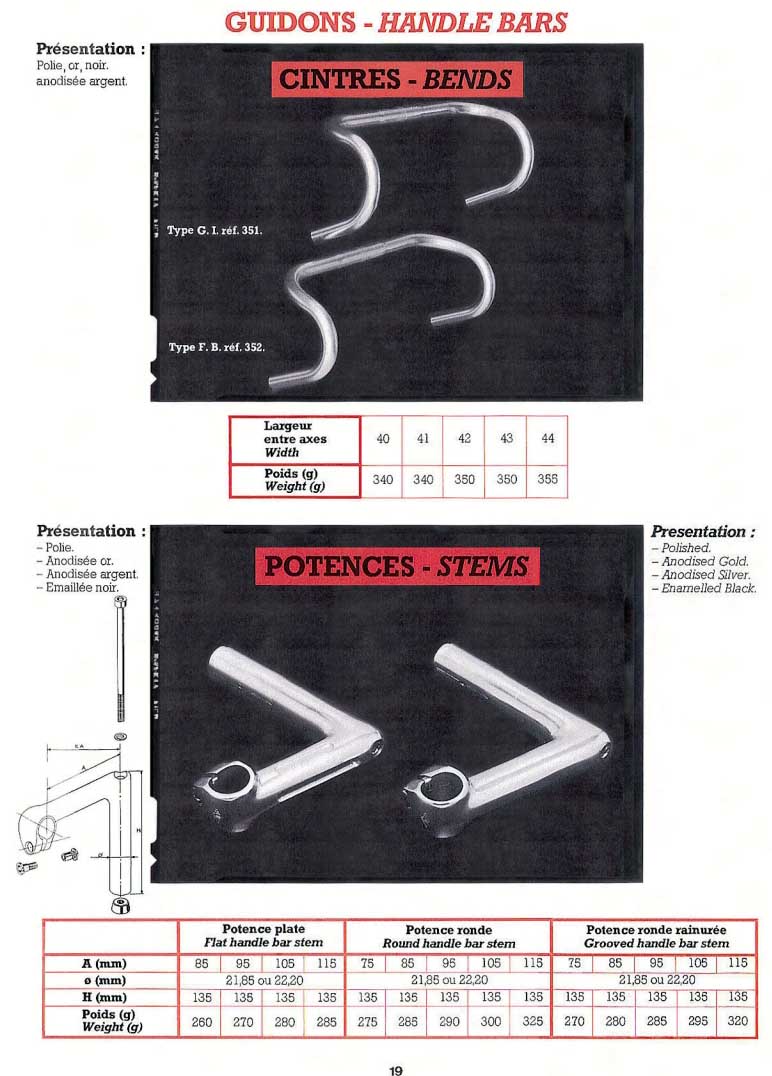 GUIDONS - HANDLE BARS
Présentation :
Polie, or, noir.
anodisée argent.
CINTRES - BENDS
Type G. I. réf. 351.
Type F. B. réf. 352.
Largeur entre axes Width 40 41 42 43 44
Poids (g) Weight (g) 340 340 350 350 355
Présentation :
– Polie.
– Anodisée or.
– Anodisée argent.
– Emaillée noir.
POTENCES - STEMS
Presentation :
– Polished.
– Anodised Gold.
– Anodised Silver.
– Enamelled Black.
A
H
ø
Potence plate Potence ronde Potence ronde rainurée
Flat handle bar stem Round handle bar stem Grooved handle bar stem
A (mm) 85 95 105 115 75 85 95 105 115 75 85 95 105 115
ø (mm) 21,85 ou 22,20 21,85 ou 22,20 21,85 ou 22,20
H (mm) 135 135 135 135 135 135 135 135 135 135 135 135 135 135
Poids (g) Weight (g) 260 270 280 285 275 285 290 300 325 270 280 285 295 320
19